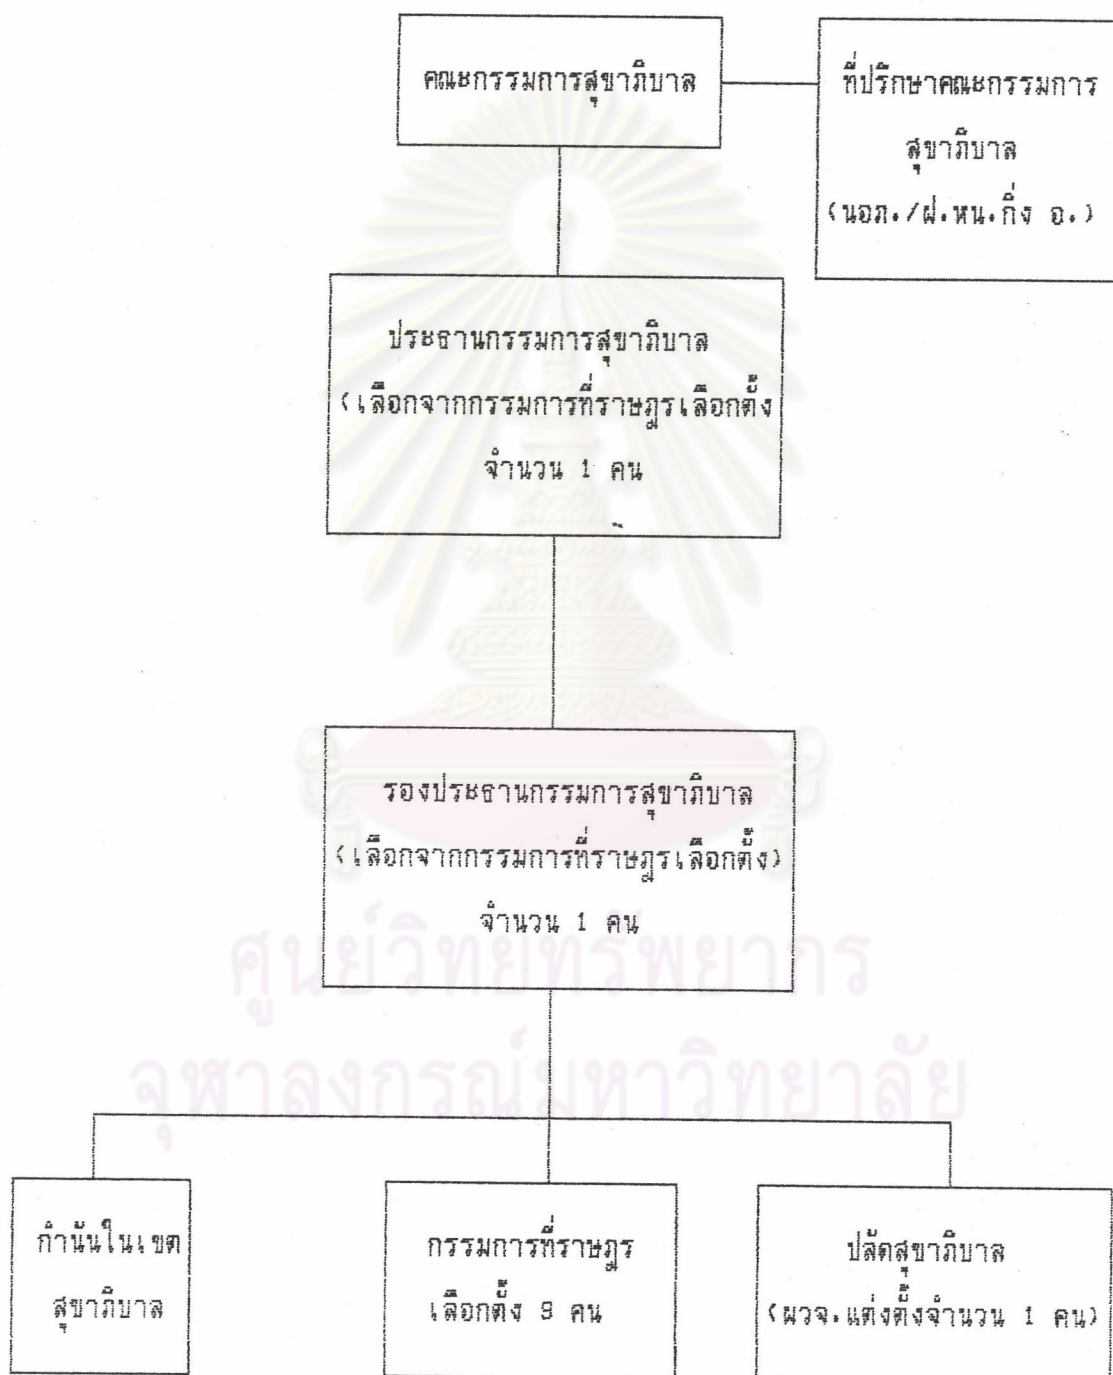 คณะกรรมการสุขาภิบาล
ที่ปรึกษาคณะกรรมการ
สุขาภิบาล
(นอภ./ฝ.หน.กิ่ง อ.)
ประธานกรรมการสุขาภิบาล
(เลือกจากกรรมการที่ราษฎรเลือกตั้ง
จำนวน 1 คน
รองประธานกรรมการสุขาภิบาล
(เลือกจากกรรมการที่ราษฎรเลือกตั้ง)
จำนวน 1 คน
ศูนย์วิทยทรัพยากร
จุฬาลงกรณ์มหาวิทยาลัย
กำนันในเขต
สุขาภิบาล
กรรมการที่ราษฎร
เลือกตั้ง 9 คน
ปลัดสุขาภิบาล
(ผวจ.แต่งตั้งจำนวน 1 คน)